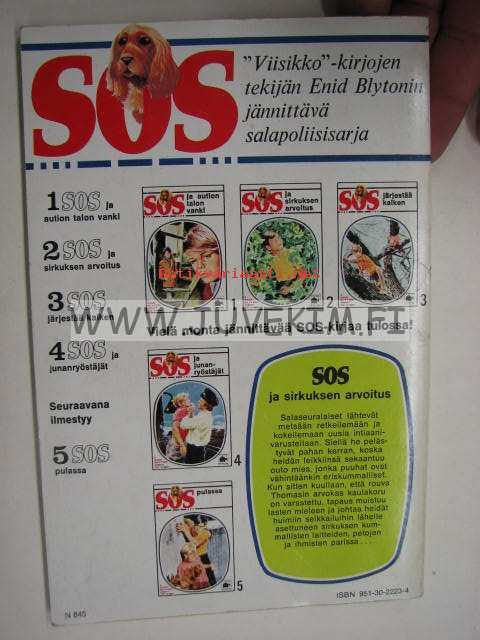 SOS
"Viisikko"-kirjojen
tekijän Enid Blytonin
jännittävä
salapoliisisarja
1 SOS ja
aution talon vanki
2 SOS ja
sirkuksen arvoitus
3 SOS
järjestää kaiken
4 SOS ja
junanryöstäjät
Seuraavana
ilmestyy
5 SOS
pulassa
SOS ja aution
talon
vanki
1
SOS ja
sirkuksen
arvoitus
2
SOS järjestää
kaiken
3
WWW.TUVEKIM.FI
Vielä monta jännittävää SOS-kirjaa tulossa!
SOS ja
junan-
ryöstäjät
4
SOS pulassa
5
SOS
ja sirkuksen arvoitus
Salaseuralaiset lähtevät
metsään retkeilemään ja
kokeilemaan uusia intiaani-
varusteitaan. Siellä he peläs-
tyvät pahan kerran, koska
heidän leikkiinsä sekaantuu
outo mies, jonka puuhat ovat
vähintäänkin eriskummalliset.
Kun sitten kuullaan, että rouva
Thomasin arvokas kaulakoru
on varastettu, tapaus muistuu
lasten mieleen ja johtaa heidät
huimiin seikkailuihin lähelle
asettuneen sirkuksen kum-
mallisten laitteiden, petojen
ja ihmisten parissa . . .
N 845
ISBN 951-30-2223-4